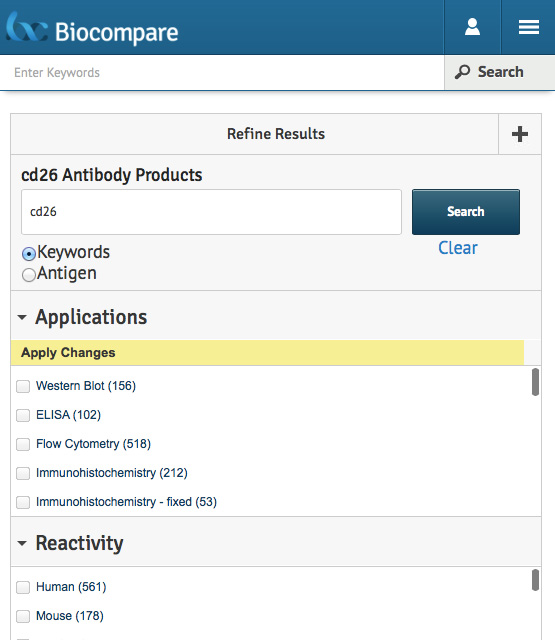 Biocompare
Enter Keywords
Search
Refine Results
cd26 Antibody Products
cd26
Search
Keywords
Clear
Antigen
Applications
Apply Changes
Western Blot (156)
ELISA (102)
Flow Cytometry (518)
Immunohistochemistry (212)
Immunohistochemistry - fixed (53)
Reactivity
Human (561)
Mouse (178)